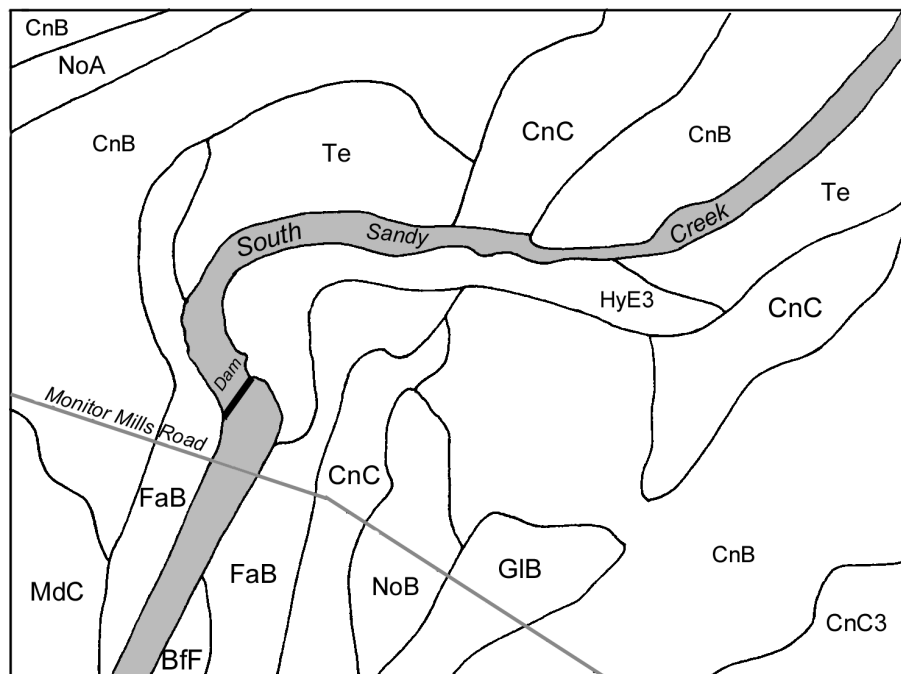 CnB
NoA
CnB
Te
CnC
CnB
Te
South Sandy Creek
HyE3
CnC
Dam
Monitor Mills Road
CnC
FaB
FaB
MdC
BfF
NoB
GlB
CnB
CnC3